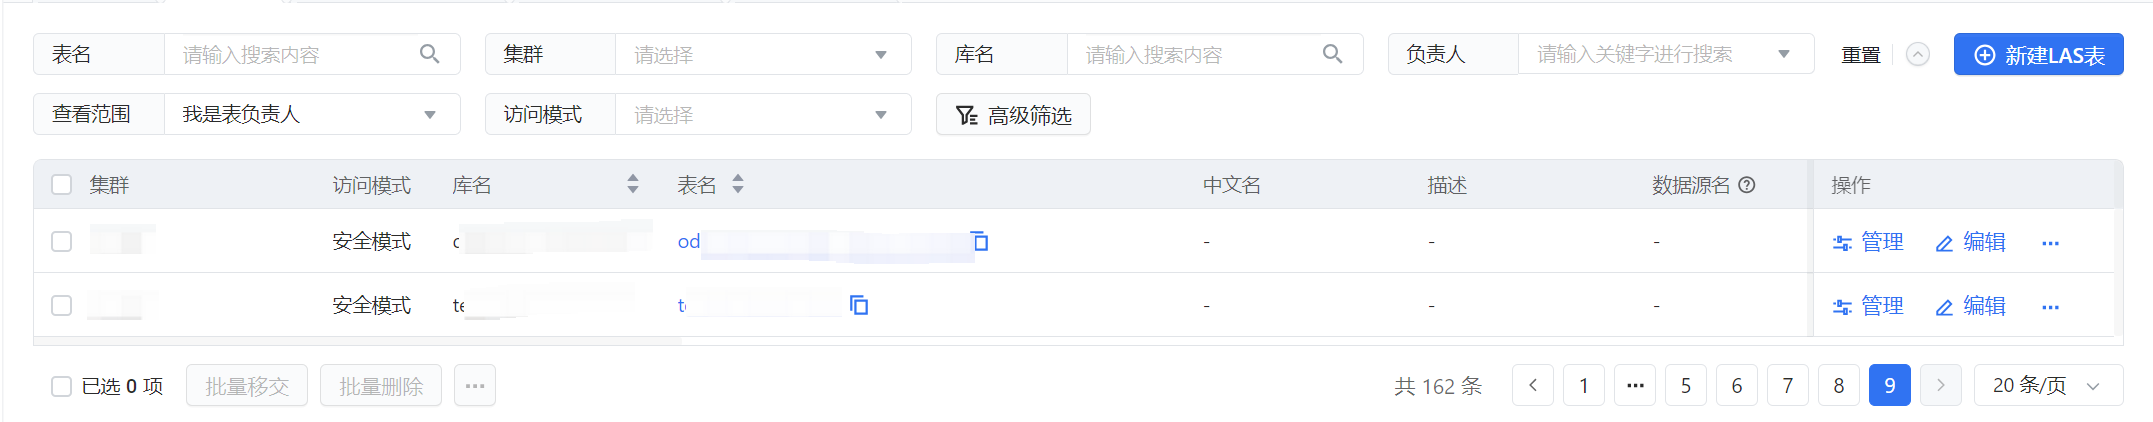 表名 请输入搜索内容 集群 请选择 库名 请输入搜索内容 负责人 请输入关键字进行搜索 重置 新建LAS表
查看范围 我是表负责人 访问模式 请选择 高级筛选
集群 访问模式 库名 表名 中文名 描述 数据源名 操作
安全模式 od - - - 管理 编辑 ...
安全模式 te - - - 管理 编辑 ...
已选 0 项 批量移交 批量删除 ... 共 162 条 < 1 ... 5 6 7 8 9 > 20 条/页